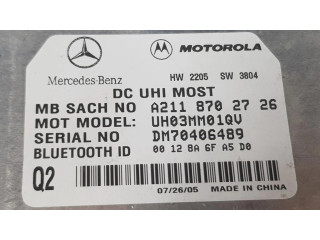 MOTOROLA
Mercedes-Benz HW 2205 SW 3804
DC UHI MOST
MB SACH NO A211 870 27 26
MOT MODEL: UH03MM01QV
SERIAL NO DM70406489
BLUETOOTH ID 00 12 8A 6F A5 D0
Q2
07/26/05 MADE IN CHINA